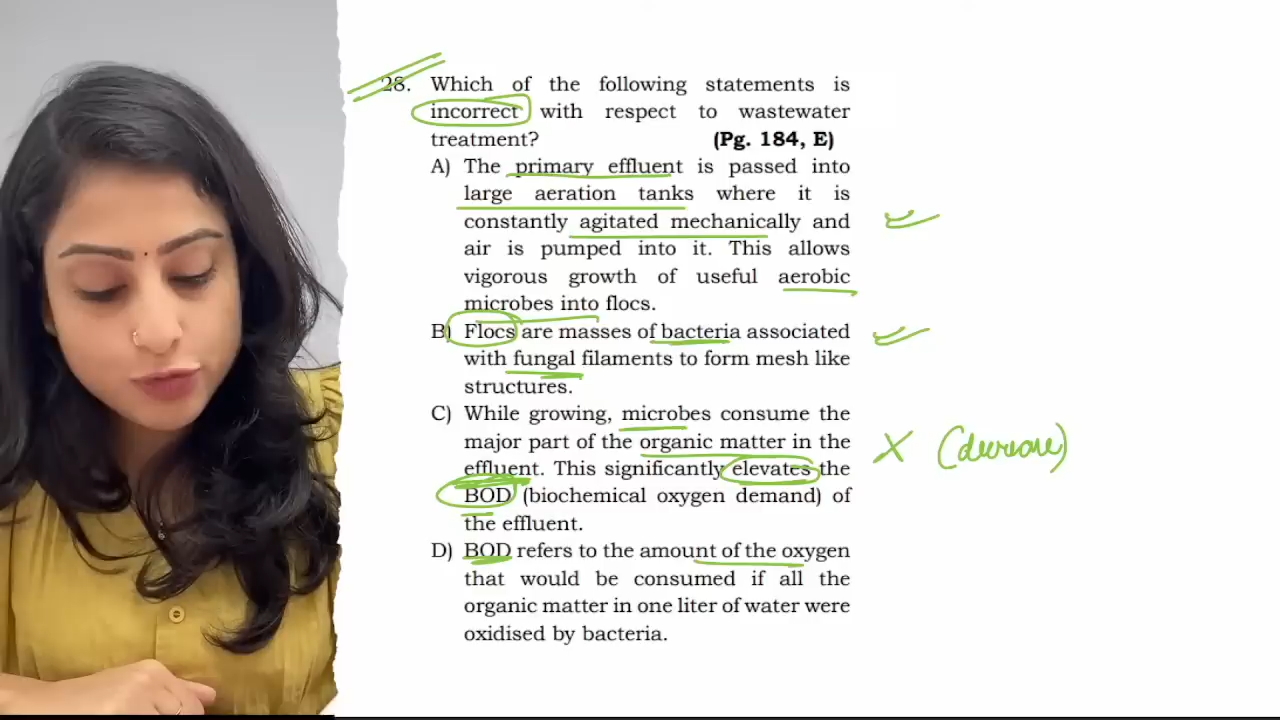 28. Which of the following statements is
incorrect with respect to wastewater
treatment? (Pg. 184, E)
A) The primary effluent is passed into
large aeration tanks where it is
constantly agitated mechanically and
air is pumped into it. This allows
vigorous growth of useful aerobic
microbes into flocs.
B) Flocs are masses of bacteria associated
with fungal filaments to form mesh like
structures.
C) While growing, microbes consume the
major part of the organic matter in the
effluent. This significantly elevates the
BOD (biochemical oxygen demand) of
the effluent.
D) BOD refers to the amount of the oxygen
that would be consumed if all the
organic matter in one liter of water were
oxidised by bacteria.